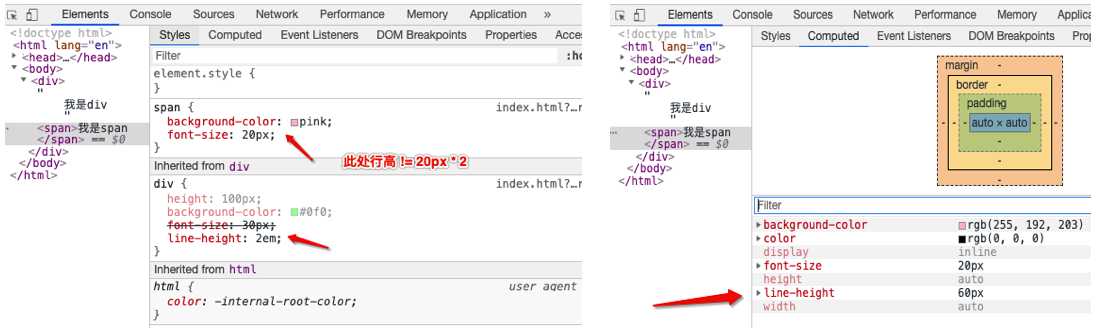 Elements Console Sources Network Performance Memory Application »
<!doctype html>
<html lang="en">
<head>…</head>
<body>
<div>
"
我是div
"
<span>我是span
</span> == $0
</div>
</body>
</html>
Styles Computed Event Listeners DOM Breakpoints Properties Acces
Filter :ho
element.style {
}
span { index.html?…r
background-color: pink;
font-size: 20px;
}
此处行高 != 20px * 2
Inherited from div
div { index.html?…r
height: 100px;
background-color: #0f0;
font-size: 30px;
line-height: 2em;
}
Inherited from html
html { user agent
color: -internal-root-color;
}
Elements Console Sources Network Performance Memory Appl
<!doctype html>
<html lang="en">
<head>…</head>
<body>
<div>
"
我是div
"
… <span>我是span
</span> == $0
</div>
</body>
</html>
Styles Computed Event Listeners DOM Breakpoints Pr
margin -
border -
padding
- - - auto × auto - - -
-
-
-
Filter
background-color rgb(255, 192, 203)
color rgb(0, 0, 0)
display inline
font-size 20px
height auto
line-height 60px
width auto